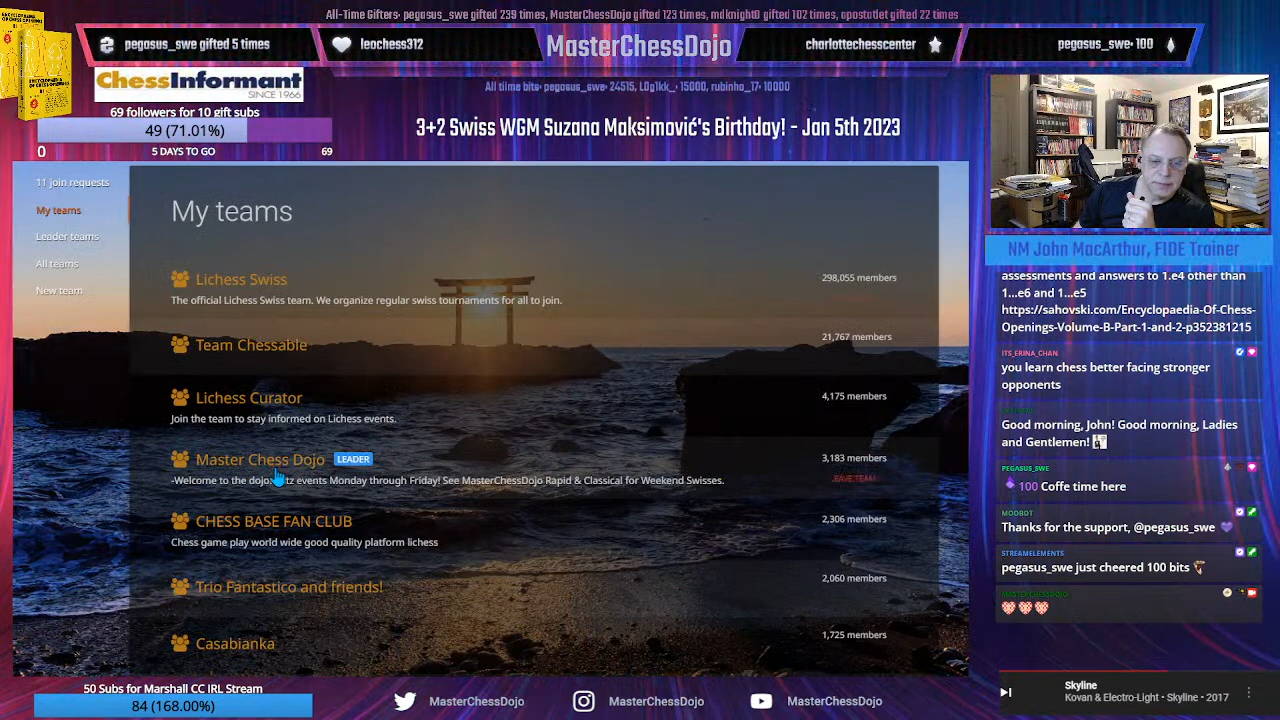 All-Time Gifters• pegasus_swe gifted 239 times, MasterChessDojo gifted 123 times, mdknight0 gifted 102 times, opostotlet gifted 22 times
pegasus_swe gifted 5 times
leochess312
MasterChessDojo
charlottechesscenter
pegasus_swe• 100
ChessInformant
SINCE 1966
All time bits• pegasus_swe• 24515, L0g1kk_• 15000, rubinho_17• 10000
69 followers for 10 gift subs
49 (71.01%)
0
5 DAYS TO GO
69
3+2 Swiss WGM Suzana Maksimović's Birthday! - Jan 5th 2023
11 join requests
My teams
Leader teams
All teams
New team
My teams
Lichess Swiss
298,055 members
The official Lichess Swiss team. We organize regular swiss tournaments for all to join.
Team Chessable
21,767 members
Lichess Curator
4,175 members
Join the team to stay informed on Lichess events.
Master Chess Dojo
LEADER
3,183 members
-Welcome to the dojo: events Monday through Friday! See MasterChessDojo Rapid & Classical for Weekend Swisses.
CHESS BASE FAN CLUB
2,306 members
Chess game play world wide good quality platform lichess
Trio Fantastico and friends!
2,060 members
Casabianka
1,725 members
NM John MacArthur, FIDE Trainer
assessments and answers to 1.e4 other than
1...e6 and 1...e5
https://sahovski.com/Encyclopaedia-Of-Chess-
Openings-Volume-B-Part-1-and-2-p352381215
ITS_ERINA_CHAN
you learn chess better facing stronger
opponents
Good morning, John! Good morning, Ladies
and Gentlemen!
PEGASUS_SWE
100 Coffe time here
MODBOT
Thanks for the support, @pegasus_swe
STREAMELEMENTS
pegasus_swe just cheered 100 bits
MASTERCHESSDOJO
Skyline
Kovan & Electro-Light • Skyline • 2017
50 Subs for Marshall CC IRL Stream
84 (168.00%)
MasterChessDojo
MasterChessDojo
MasterChessDojo